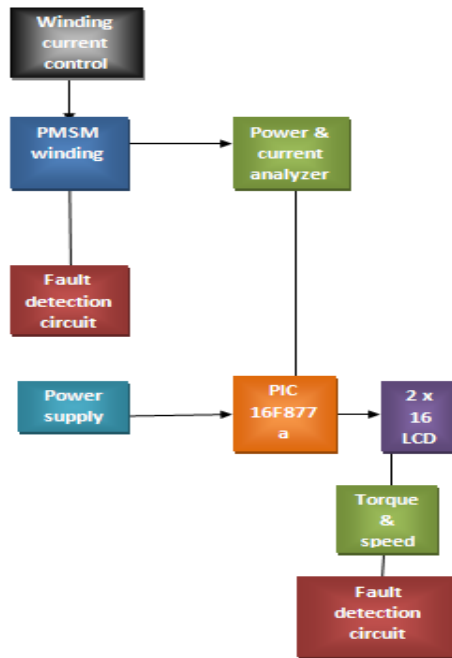 Winding
current
control
PMSM
winding
Power &
current
analyzer
Fault
detection
circuit
Power
supply
PIC
16F877
a
2 x
16
LCD
Torque
&
speed
Fault
detection
circuit